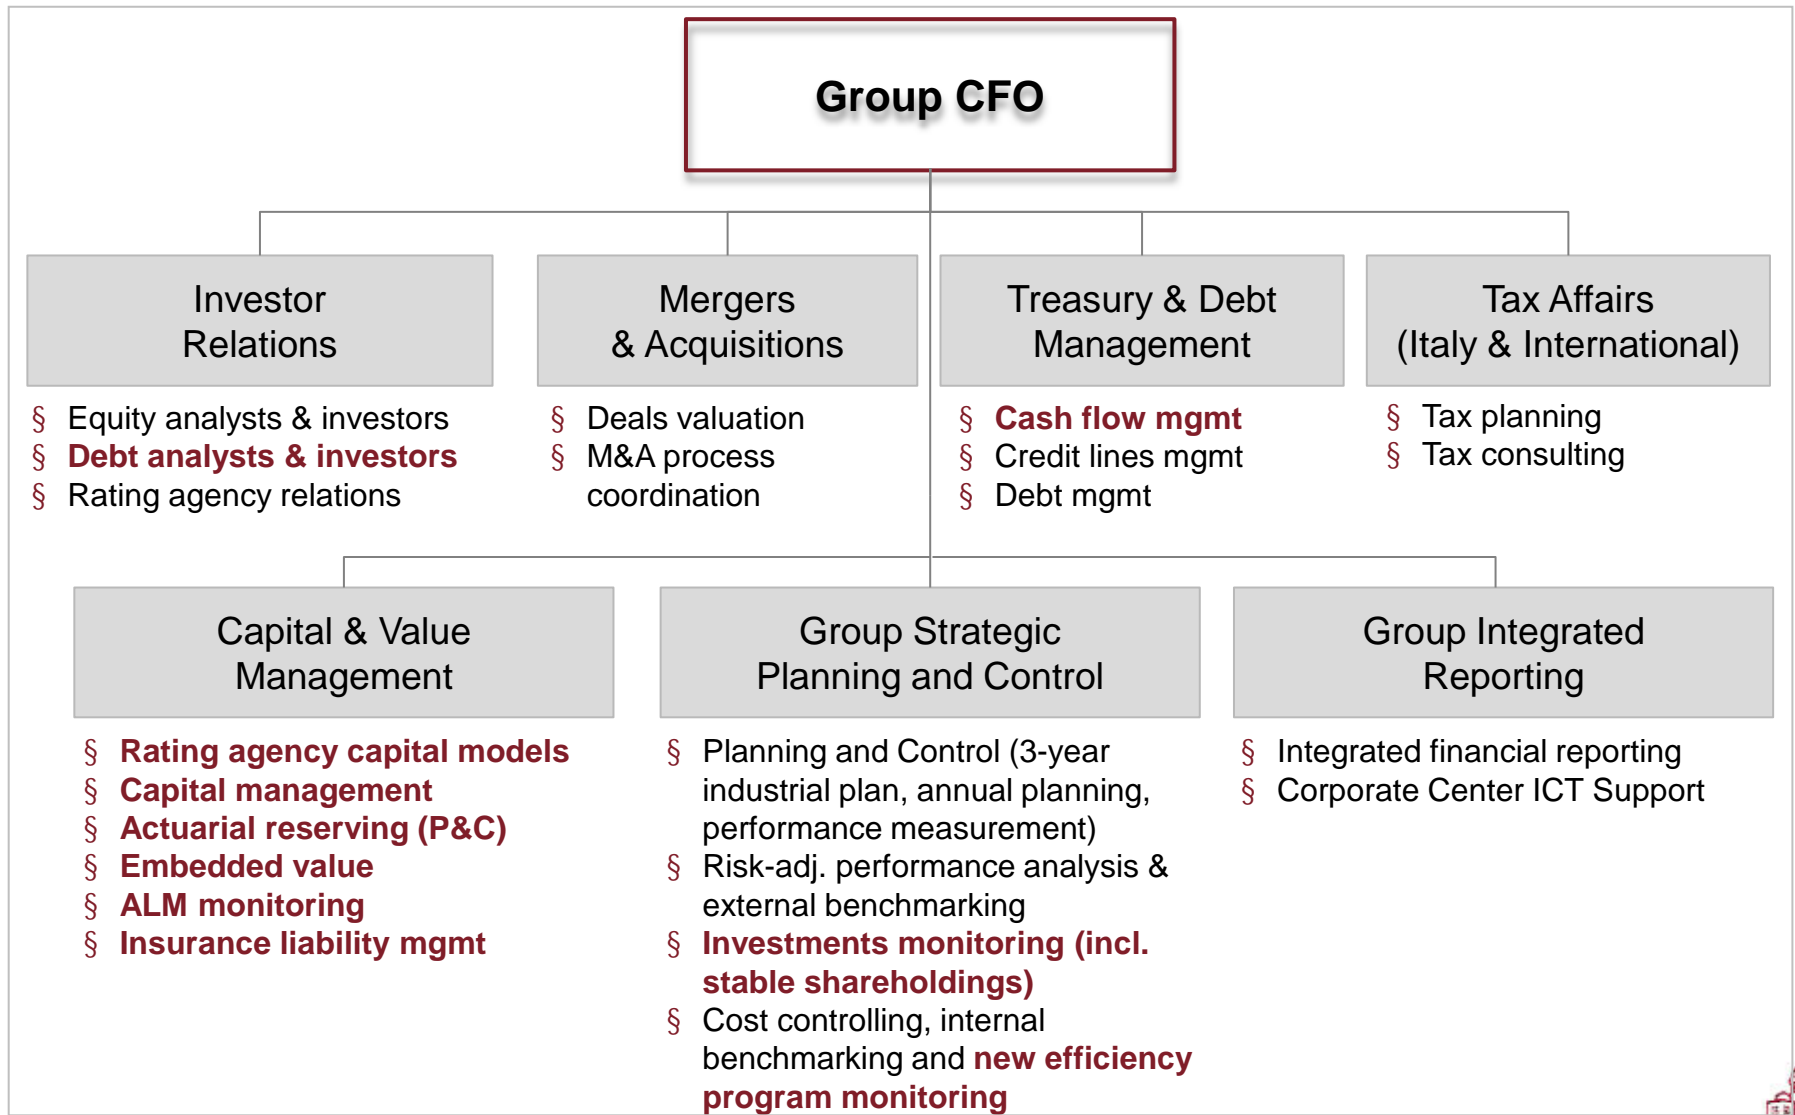 Group CFO
Investor
Relations
§ Equity analysts & investors
§ Debt analysts & investors
§ Rating agency relations
Mergers
& Acquisitions
§ Deals valuation
§ M&A process
coordination
Treasury & Debt
Management
§ Cash flow mgmt
§ Credit lines mgmt
§ Debt mgmt
Tax Affairs
(Italy & International)
§ Tax planning
§ Tax consulting
Capital & Value
Management
§ Rating agency capital models
§ Capital management
§ Actuarial reserving (P&C)
§ Embedded value
§ ALM monitoring
§ Insurance liability mgmt
Group Strategic
Planning and Control
§ Planning and Control (3-year
industrial plan, annual planning,
performance measurement)
§ Risk-adj. performance analysis &
external benchmarking
§ Investments monitoring (incl.
stable shareholdings)
§ Cost controlling, internal
benchmarking and new efficiency
program monitoring
Group Integrated
Reporting
§ Integrated financial reporting
§ Corporate Center ICT Support